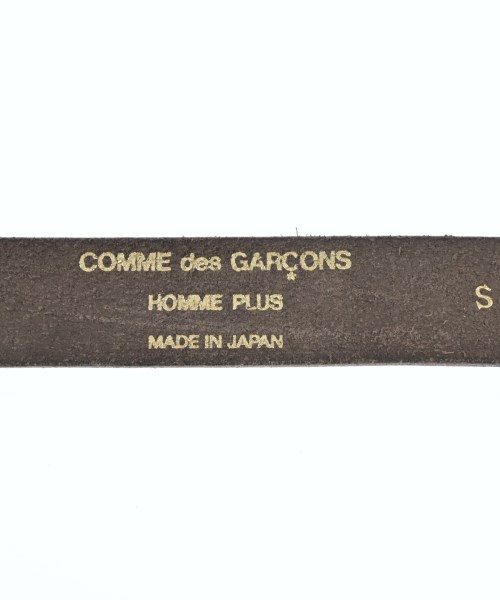 COMME des GARÇONS
HOMME PLUS
MADE IN JAPAN
S